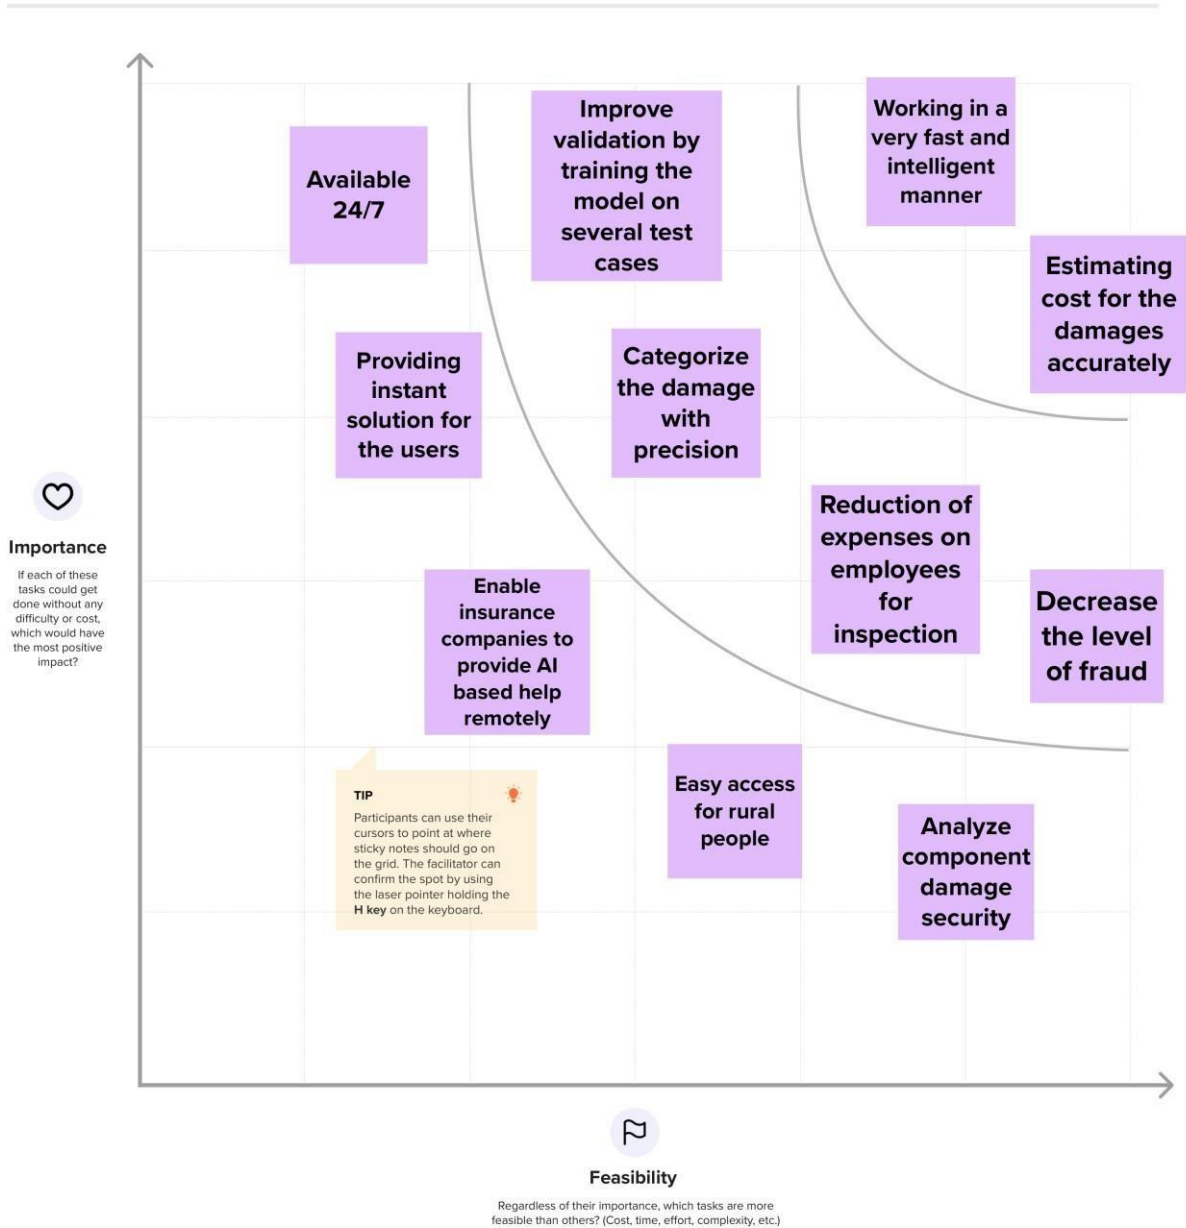 Available
24/7
Improve
validation by
training the
model on
several test
cases
Working in a
very fast and
intelligent
manner
Estimating
cost for the
damages
accurately
Providing
instant
solution for
the users
Categorize
the damage
with
precision
Importance
If each of these
tasks could get
done without any
difficulty or cost,
which would have
the most positive
impact?
Reduction of
expenses on
employees
for
inspection
Enable
insurance
companies to
provide AI
based help
remotely
Decrease
the level
of fraud
TIP
Participants can use their
cursors to point at where
sticky notes should go on
the grid. The facilitator can
confirm the spot by using
the laser pointer holding the
H key on the keyboard.
Easy access
for rural
people
Analyze
component
damage
security
Feasibility
Regardless of their importance, which tasks are more
feasible than others? (Cost, time, effort, complexity, etc.)